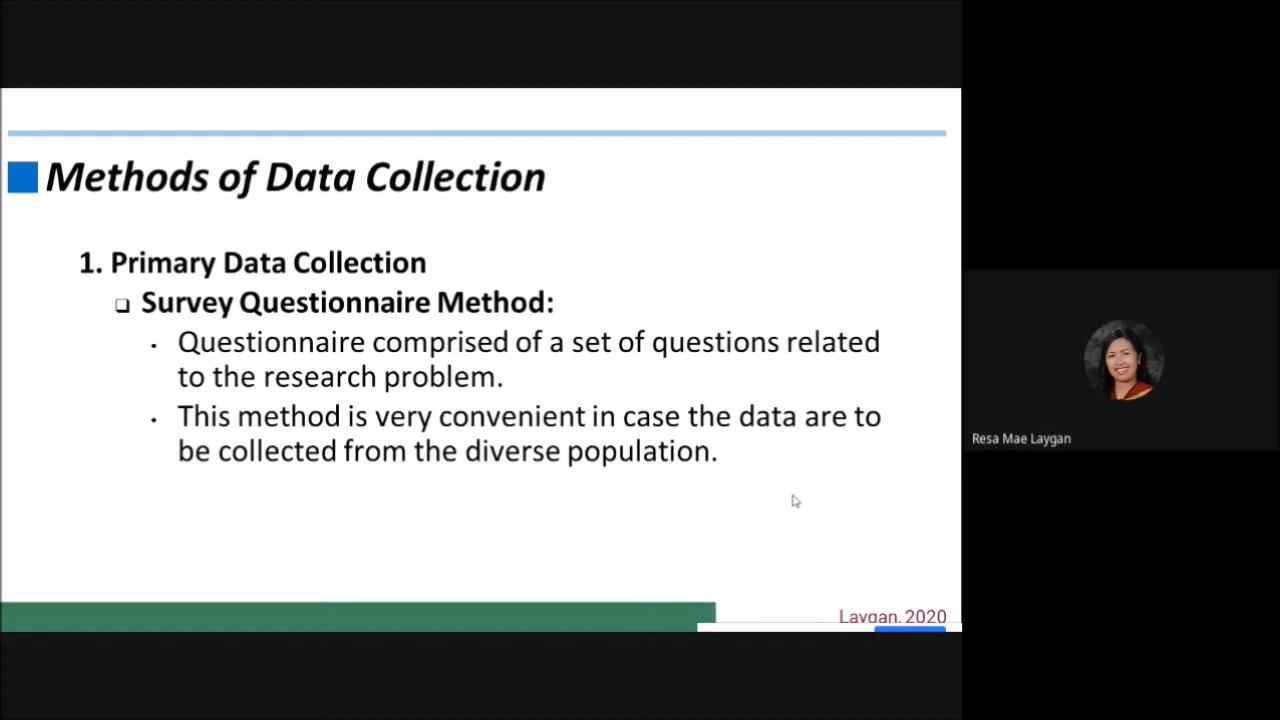 Methods of Data Collection
1. Primary Data Collection
❑ Survey Questionnaire Method:
• Questionnaire comprised of a set of questions related
to the research problem.
• This method is very convenient in case the data are to
be collected from the diverse population.
Laygan, 2020
Resa Mae Laygan